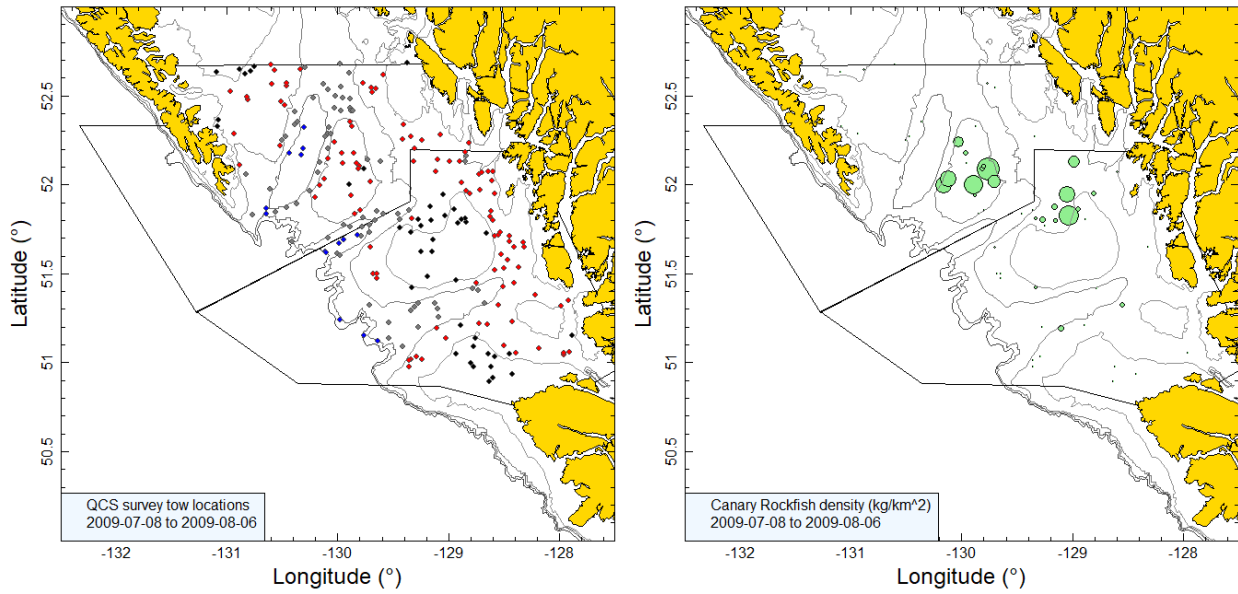 52.5
52
51.5
51
50.5
Latitude (°)
-132
-131
-130
-129
-128
Longitude (°)
QCS survey tow locations
2009-07-08 to 2009-08-06
52.5
52
51.5
51
50.5
Latitude (°)
-132
-131
-130
-129
-128
Longitude (°)
Canary Rockfish density (kg/km^2)
2009-07-08 to 2009-08-06